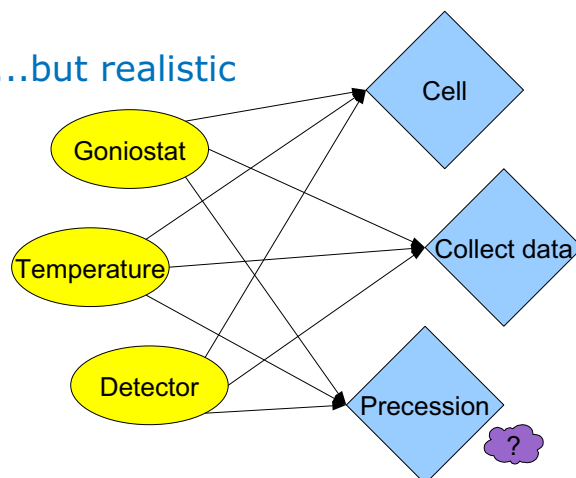 ...but realistic
Cell
Goniostat
Collect data
Temperature
Detector
Precession
?